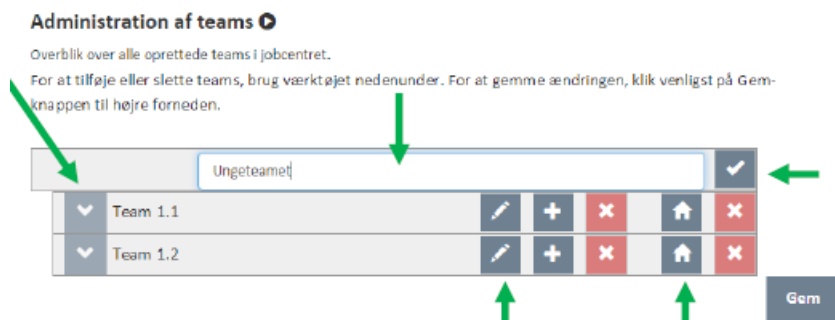 Administration af teams
Overblik over alle oprettede teams i jobcentret.
For at tilføje eller slette teams, brug værktøjet nedenunder. For at gemme ændringen, klik venligst på Gem-
knappen til højre forneden.
Ungeteamet
Team 1.1
Team 1.2
Gem